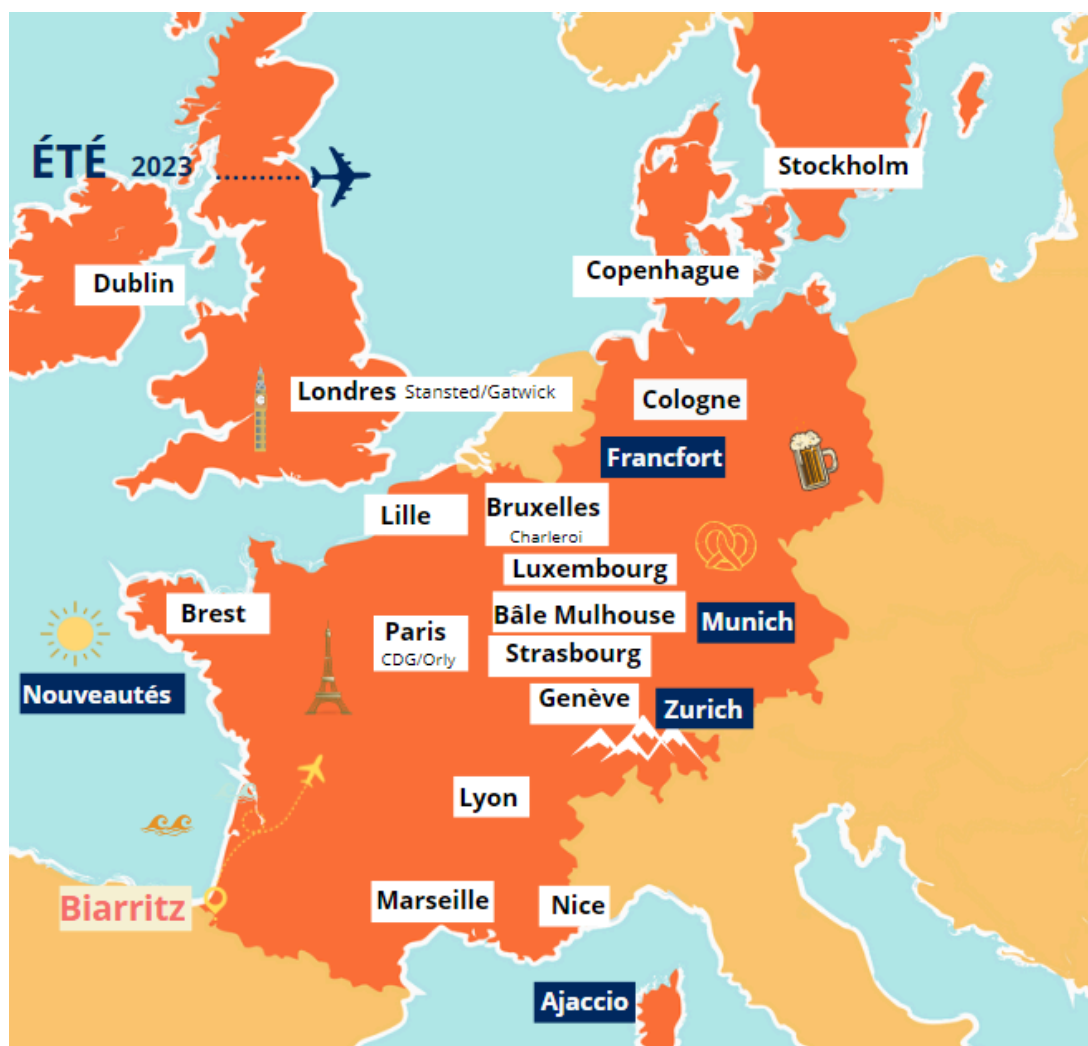 ÉTÉ 2023
Stockholm
Copenhague
Dublin
Londres Stansted/Gatwick
Cologne
Francfort
Lille
Bruxelles
Charleroi
Luxembourg
Brest
Paris
CDG/Orly
Bâle Mulhouse
Munich
Strasbourg
Nouveautés
Genève
Zurich
Lyon
Biarritz
Marseille
Nice
Ajaccio